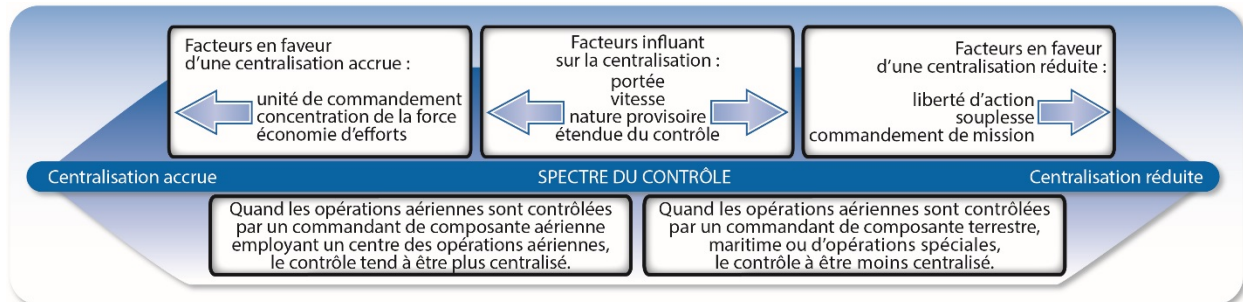 Facteurs en faveur
d'une centralisation accrue :
unité de commandement
concentration de la force
économie d'efforts
Facteurs influant
sur la centralisation :
portée
vitesse
nature provisoire
étendue du contrôle
Facteurs en faveur
d'une centralisation réduite :
liberté d'action
souplesse
commandement de mission
Centralisation accrue
SPECTRE DU CONTRÔLE
Centralisation réduite
Quand les opérations aériennes sont contrôlées
par un commandant de composante aérienne
employant un centre des opérations aériennes,
le contrôle tend à être plus centralisé.
Quand les opérations aériennes sont contrôlées
par un commandant de composante terrestre,
maritime ou d'opérations spéciales,
le contrôle à être moins centralisé.